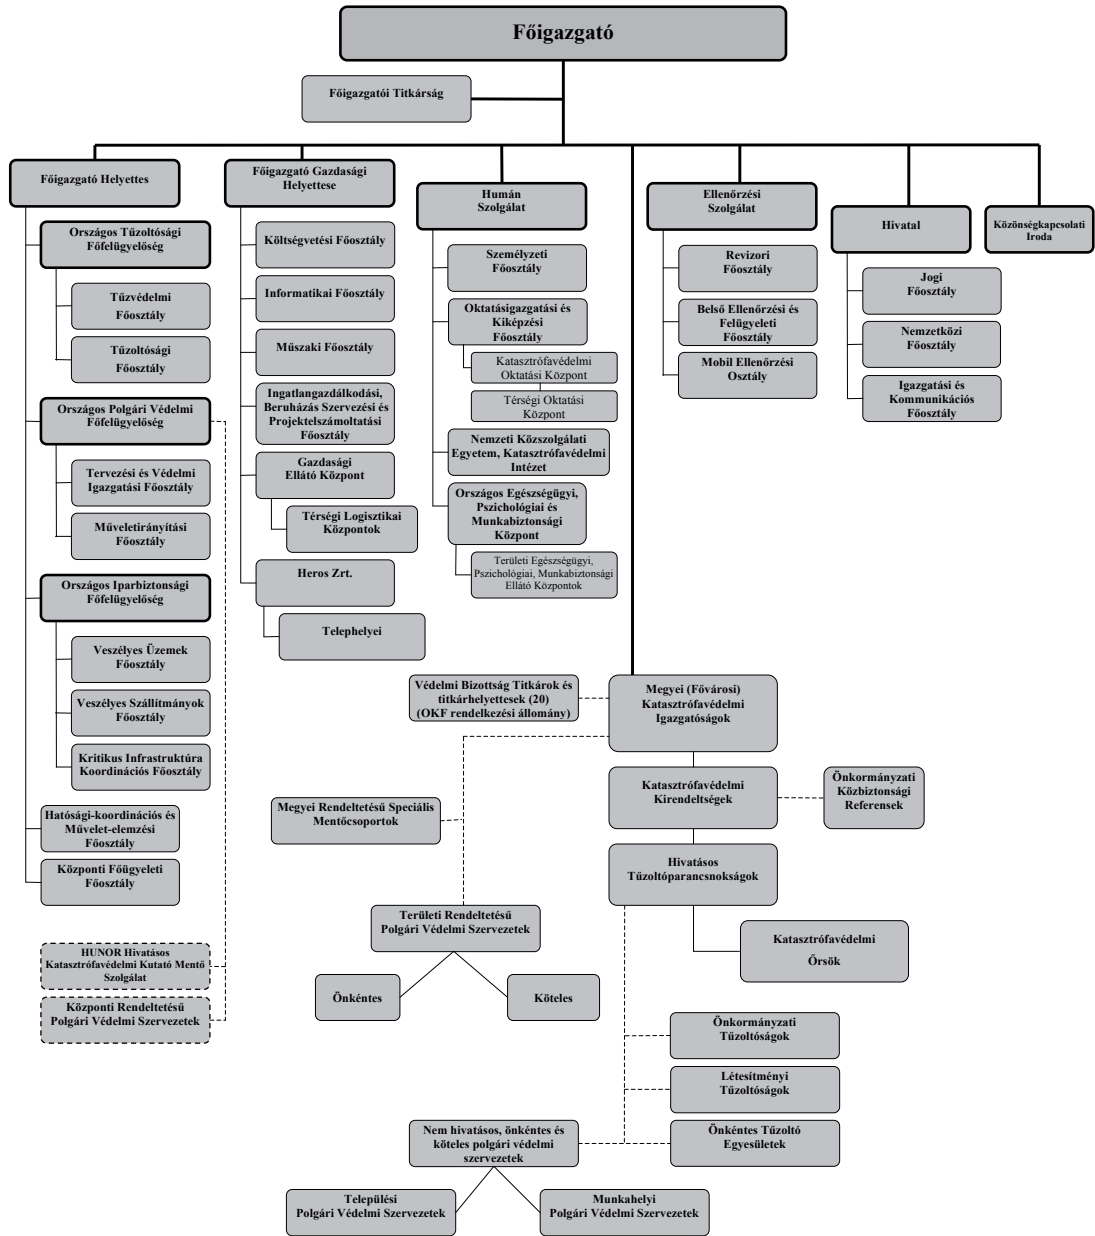 Főigazgató
Főigazgatói Titkárság
Főigazgató Helyettes
Országos Tűzoltósági
Főfelügyelőség
Tűzvédelmi
Főosztály
Tűzoltósági
Főosztály
Országos Polgári Védelmi
Főfelügyelőség
Tervezési és Védelmi
Igazgatási Főosztály
Műveletirányítási
Főosztály
Országos Iparbiztonsági
Főfelügyelőség
Veszélyes Üzemek
Főosztály
Veszélyes Szállítmányok
Főosztály
Kritikus Infrastruktúra
Koordinációs Főosztály
Hatósági-koordinációs és
Művelet-elemzési
Főosztály
Központi Főügyeleti
Főosztály
HUNOR Hivatásos
Katasztrófavédelmi Kutató Mentő
Szolgálat
Központi Rendeltetésű
Polgári Védelmi Szervezetek
Főigazgató Gazdasági
Helyettese
Költségvetési Főosztály
Informatikai Főosztály
Műszaki Főosztály
Ingatlangazdálkodási,
Beruházás Szervezési és
Projektelszámoltatási
Főosztály
Gazdasági
Ellátó Központ
Térségi Logisztikai
Központok
Heros Zrt.
Telephelyei
Humán
Szolgálat
Személyzeti
Főosztály
Oktatásigazgatási és
Kiképzési
Főosztály
Katasztrófavédelmi
Oktatási Központ
Térségi Oktatási
Központ
Nemzeti Közszolgálati
Egyetem, Katasztrófavédelmi
Intézet
Országos Egészségügyi,
Pszichológiai és
Munkabiztonsági
Központ
Területi Egészségügyi,
Pszichológiai, Munkabiztonsági
Ellátó Központok
Ellenőrzési
Szolgálat
Revizori
Főosztály
Belső Ellenőrzési és
Felügyeleti
Főosztály
Mobil Ellenőrzési
Osztály
Hivatal
Jogi
Főosztály
Nemzetközi
Főosztály
Igazgatási és
Kommunikációs
Főosztály
Közönségkapcsolati
Iroda
Védelmi Bizottság Titkárok és
titkárhelyettesek (20)
(OKF rendelkezési állomány)
Megyei (Fővárosi)
Katasztrófavédelmi
Igazgatóságok
Katasztrófavédelmi
Kirendeltségek
Önkormányzati
Közbiztonsági
Referensek
Megyei Rendeltetésű Speciális
Mentőcsoportok
Hivatásos
Tűzoltóparancsnokságok
Területi Rendeltetésű
Polgári Védelmi Szervezetek
Önkéntes
Köteles
Katasztrófavédelmi
Őrsök
Önkormányzati
Tűzoltóságok
Létesítményi
Tűzoltóságok
Önkéntes Tűzoltó
Egyesületek
Nem hivatásos, önkéntes és
köteles polgári védelmi
szervezetek
Települési
Polgári Védelmi Szervezetek
Munkahelyi
Polgári Védelmi Szervezetek